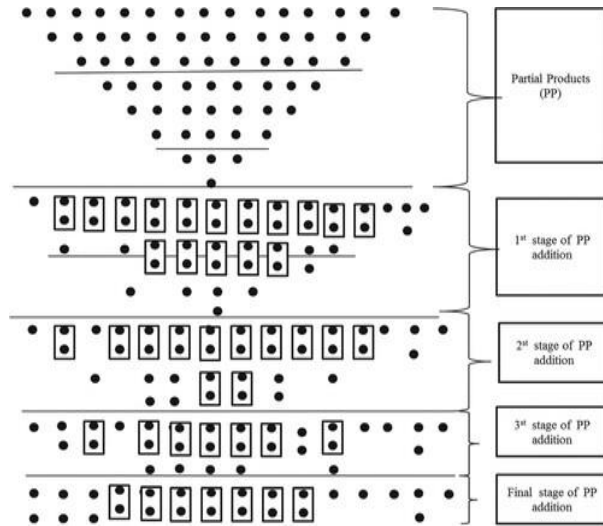 Partial Products
(PP)
1st stage of PP
addition
2st stage of PP
addition
3st stage of PP
addition
Final stage of PP
addition